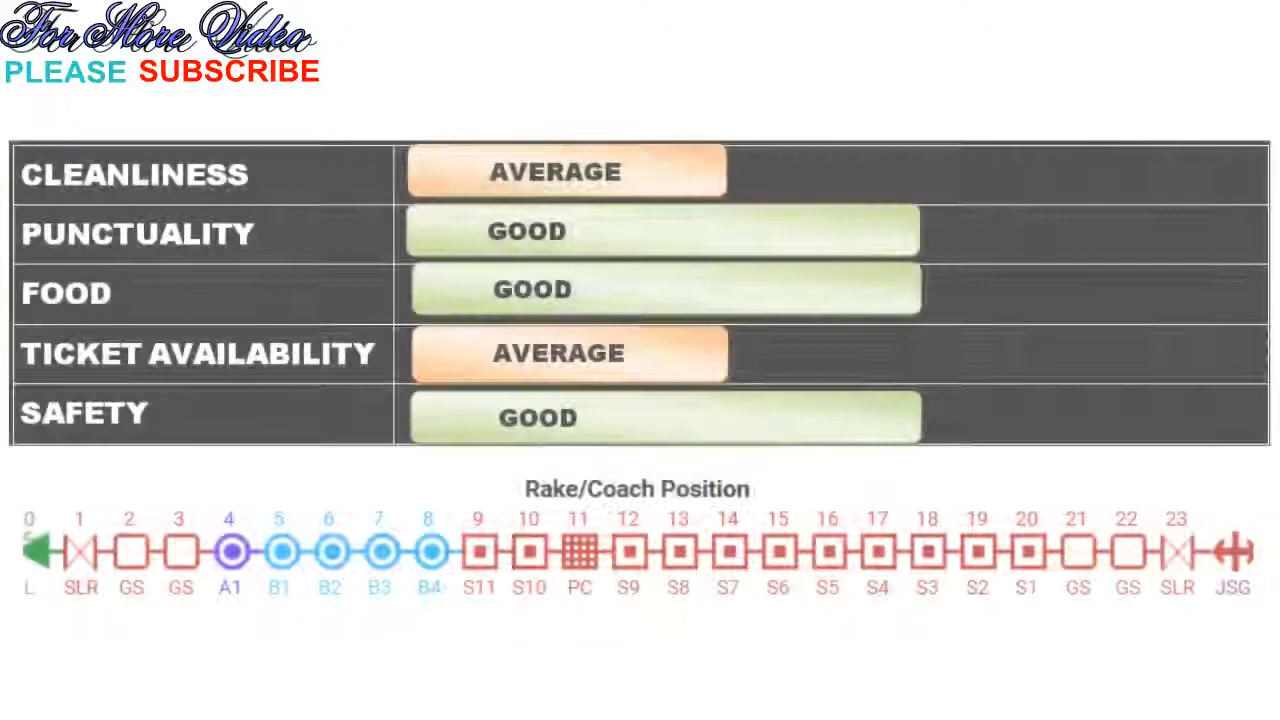 For More Video
PLEASE SUBSCRIBE
CLEANLINESS AVERAGE
PUNCTUALITY GOOD
FOOD GOOD
TICKET AVAILABILITY AVERAGE
SAFETY GOOD
Rake/Coach Position
0 1 2 3 4 5 6 7 8 9 10 11 12 13 14 15 16 17 18 19 20 21 22 23
L SLR GS GS A1 B1 B2 B3 B4 S11 S10 PC S9 S8 S7 S6 S5 S4 S3 S2 S1 GS GS SLR JSG